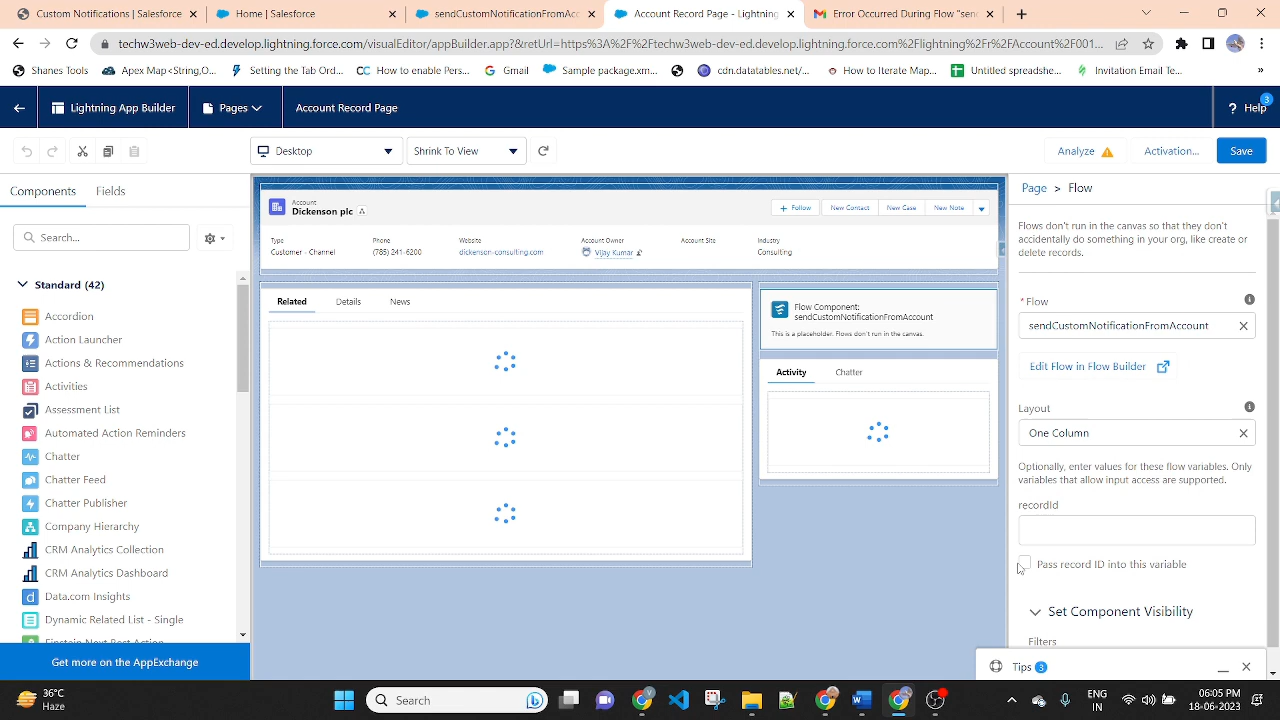 Custom Notifications | Salesforce
Home | Salesforce
sendCustomNotificationFromAcc
Account Record Page - Lightning
Error Occurred During Flow "sen
techw3web-dev-ed.develop.lightning.force.com/visualEditor/appBuilder.app?&retUrl=https%3A%2F%2Ftechw3web-dev-ed.develop.lightning.force.com%2Flightning%2Fr%2FAccount%2F001...
Shanes Tools
Apex Map<String,O...
Setting the Tab Ord...
CC How to enable Pers...
Gmail
Sample package.xm...
cdn.datatables.net/...
How to Iterate Map...
Untitled spreadshe...
Invitation Email Te...
»
Lightning App Builder
Pages
Account Record Page
? Help 3
Desktop
Shrink To View
Analyze
Activation...
Save
Components
Fields
Search...
Standard (42)
Accordion
Action Launcher
Actions & Recommendations
Activities
Assessment List
Automated Action Reminders
Chatter
Chatter Feed
Chatter Publisher
Company Hierarchy
CRM Analytics Collection
CRM Analytics Dashboard
Data.com Insights
Dynamic Related List - Single
Einstein Next Best Action
Get more on the AppExchange
Account
Dickenson plc
+ Follow
New Contact
New Case
New Note
Type
Phone
Website
Account Owner
Account Site
Industry
Customer - Channel
(785) 241-6200
dickenson-consulting.com
Vijay Kumar
Consulting
Related
Details
News
Flow Component:
sendCustomNotificationFromAccount
This is a placeholder. Flows don't run in the canvas.
Activity
Chatter
Page > Flow
Flows don't run in the canvas so that they don't
accidentally do something in your org, like create or
delete records.
* Flow
sendCustomNotificationFromAccount
Edit Flow in Flow Builder
Layout
One Column
Optionally, enter values for these flow variables. Only
variables that allow input access are supported.
recordId
Pass record ID into this variable
Set Component Visibility
Filters
Tips 3
36°C
Haze
Search
ENG
IN
06:05 PM
18-06-2023